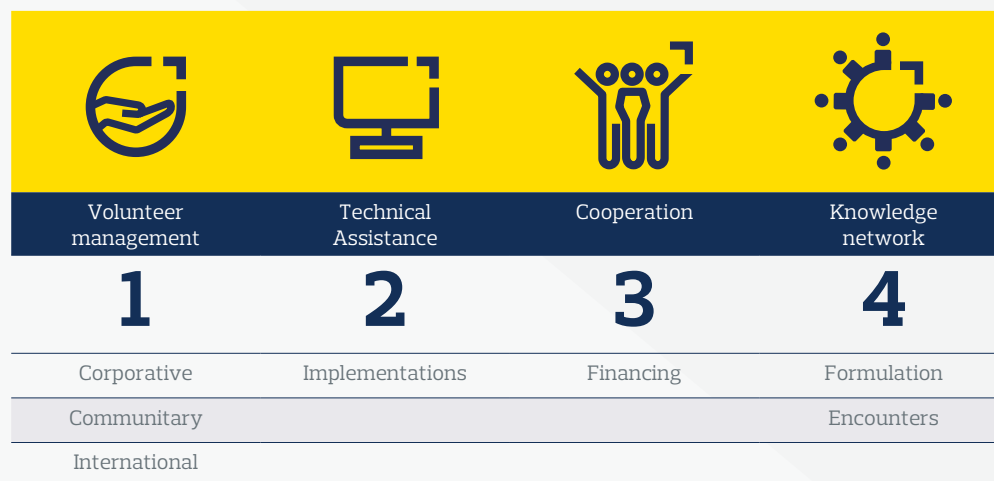 Volunteer
management
Technical
Assistance
Cooperation
Knowledge
network
1
2
3
4
Corporative
Implementations
Financing
Formulation
Communitary
Encounters
International